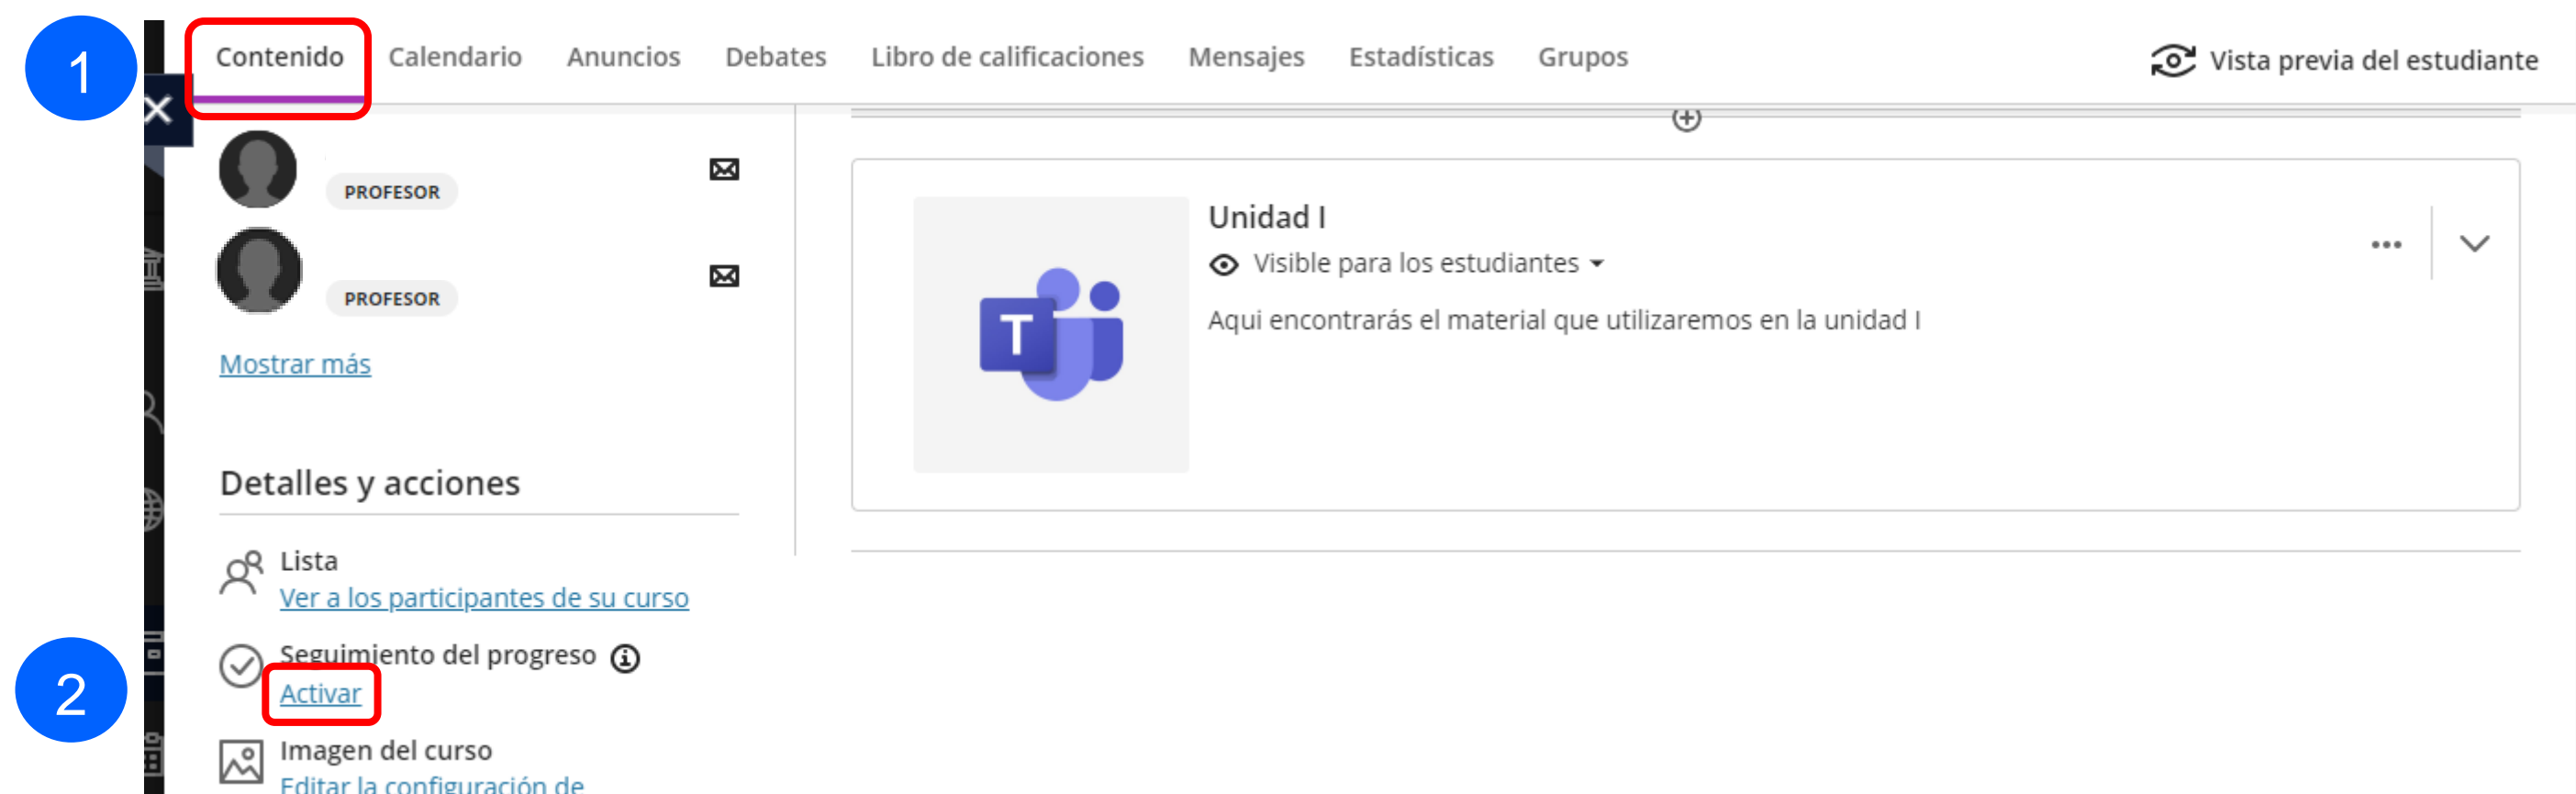 1
Contenido Calendario Anuncios Debates Libro de calificaciones Mensajes Estadísticas Grupos Vista previa del estudiante
PROFESOR
PROFESOR
Mostrar más
Detalles y acciones
Lista
Ver a los participantes de su curso
Seguimiento del progreso
2
Activar
Imagen del curso
Editar la configuración de
T
Unidad I
Visible para los estudiantes
Aqui encontrarás el material que utilizaremos en la unidad I